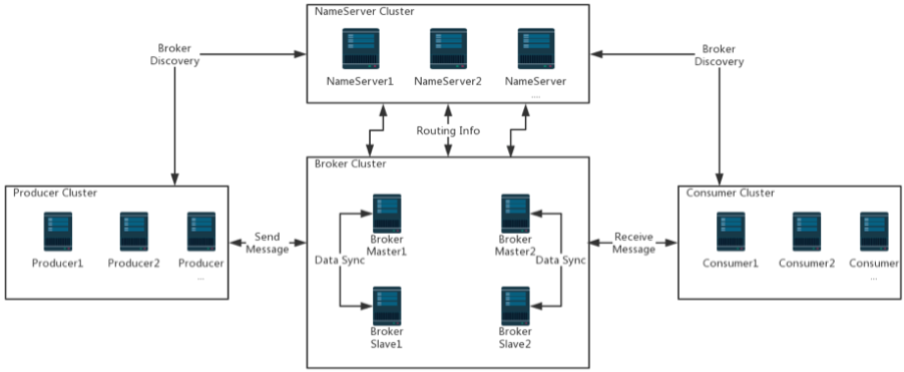 NameServer Cluster
NameServer1
NameServer2
NameServer
...
Broker
Discovery
Broker
Discovery
Routing Info
Producer Cluster
Producer1
Producer2
Producer
...
Send
Message
Broker Cluster
Broker
Master1
Broker
Master2
Data Sync
Data Sync
Broker
Slave1
Broker
Slave2
Receive
Message
Consumer Cluster
Consumer1
Consumer2
Consumer
...